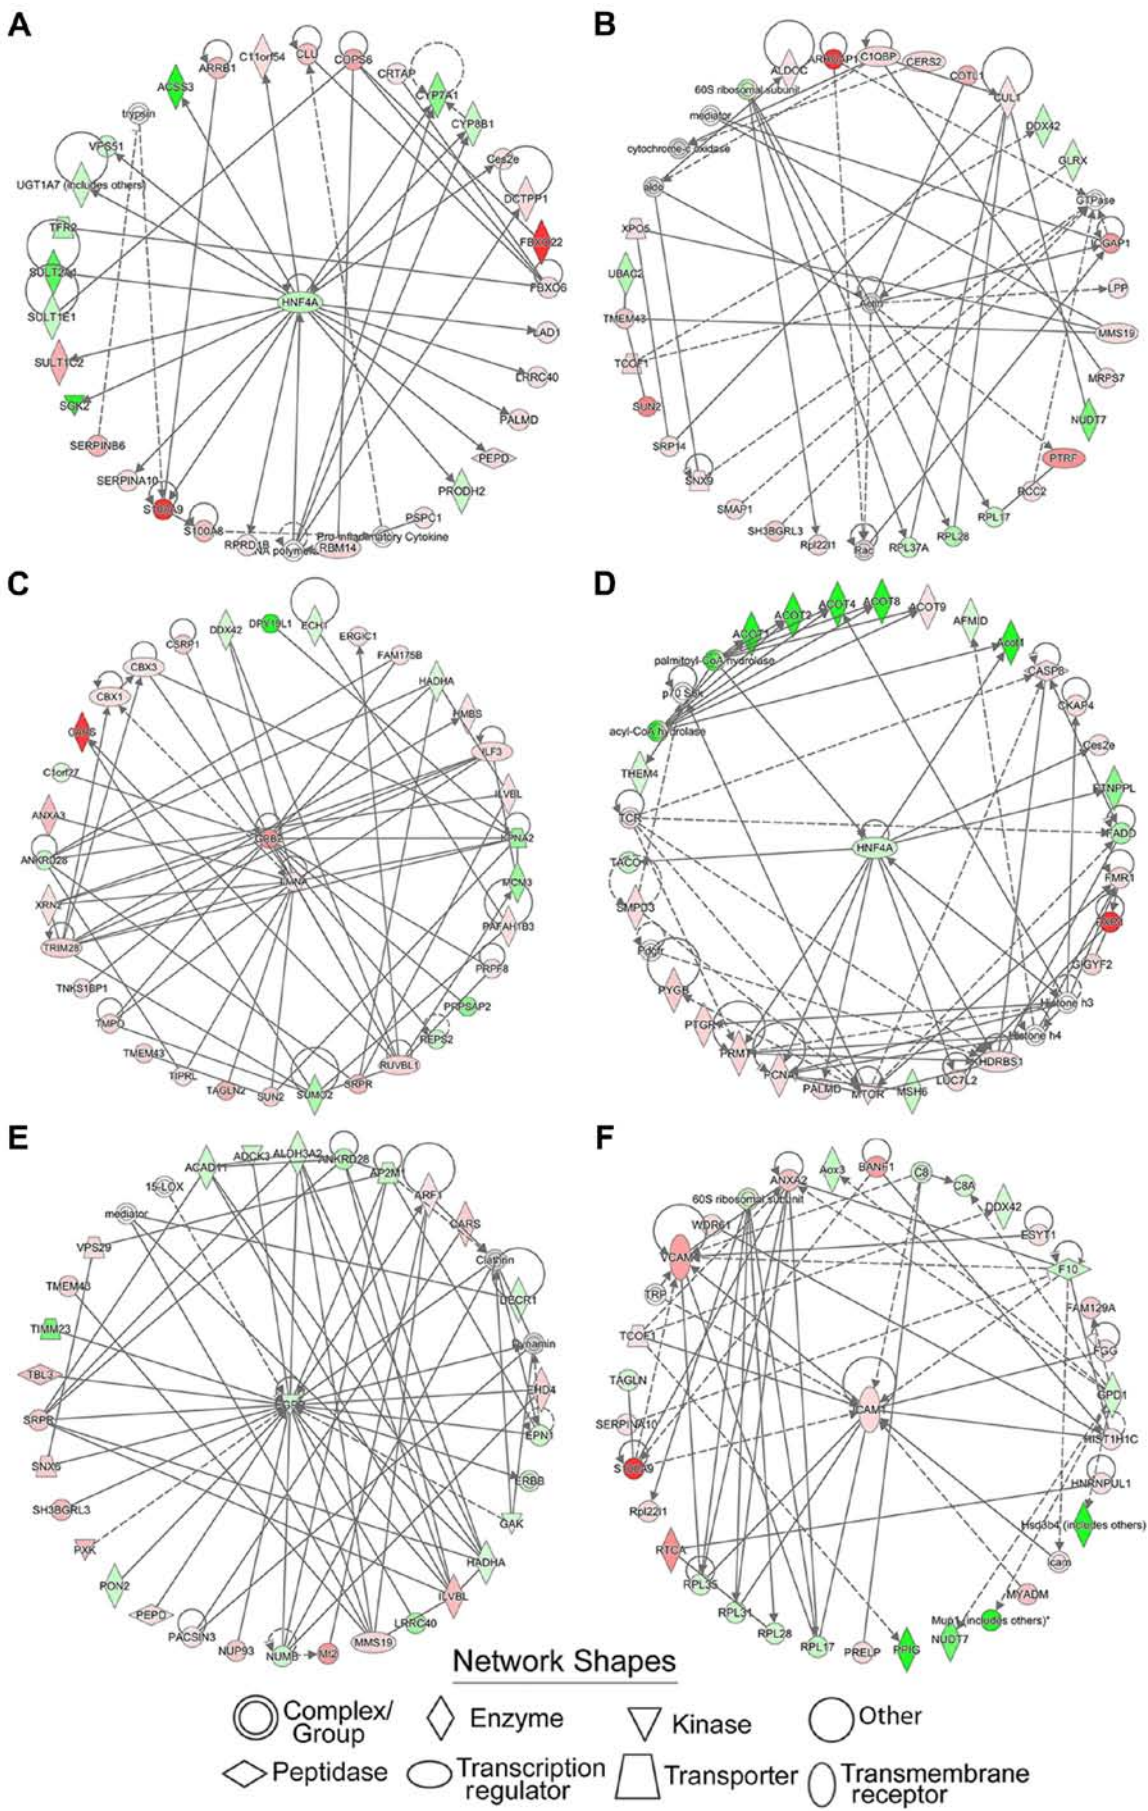 A
ARRB1
C11orf54
CLU
COPS6
CRTAP
ACSS3
CYP7A1
CYP8B1
trypsin
VPS51
Ces2e
UGT1A7 (includes others)
DCTPP1
TFR2
FBXO6
SULT1E1
HNF4A
LAD1
SULT1C2
LRRC40
SGK2
PALMD
SERPINB6
PEPD
SERPINA10
PRODH2
S100A8
PSPC1
Pro-inflammatory Cytokine
RPRD1B
RBM14
B
ALDOC
C1QBP
CERS2
COTL1
60S ribosomal subunit
CUL1
mediator
DDX42
cytochrome-c oxidase
GLRX
aldo
GTPase
XPO5
UBAC2
LPP
TMEM43
MMS19
TCOF1
MRPS7
SUN2
NUDT7
SRP14
PTRF
SNX9
RCC2
SMAP1
RPL17
SH3BGRL3
RPL28
Rpl22l1
Rac
RPL37A
C
DDX42
DPY19L1
ECH1
CSRP1
ERGIC1
CBX3
FAM175B
HADHA
CBX1
HMBS
ILF3
C1orf27
ILVBL
ANXA3
ANKRD28
LMNA
MCM3
XRN2
PAFAH1B3
TRIM28
PRPF8
TNKS1BP1
PRPSAP2
TMPO
REPS2
TMEM43
RUVBL1
TIPRL
TAGLN2
SUN2
SUMO2
SRPR
D
ACOT1
ACOT2
ACOT4
ACOT8
ACOT9
AFMID
Acot1
palmitoyl-CoA hydrolase
CASP8
CKAP4
acyl-CoA hydrolase
Ces2e
THEM4
TCR
HNF4A
FADD
FMR1
SMPD3
GIGYF2
Pdgfr
PYGB
Histone h3
Histone h4
KHDRBS1
LUC7L2
PALMD
MTOR
MSH6
E
ACAD11
ADCK3
ALDH3A2
ANKRD28
AP2M1
15-LOX
ARF1
mediator
CARS
VPS29
Clathrin
TMEM43
DECR1
TIMM23
Dynamin
TBL3
EHD4
SRPR
EPN1
SNX6
ERBB
SH3BGRL3
GAK
PXK
HADHA
PON2
ILVBL
PEPD
LRRC40
PACSIN3
NUP93
NUMB
Mt2
MMS19
F
ANXA2
Aox3
BANF1
C8
C8A
60S ribosomal subunit
DDX42
WDR61
ESYT1
F10
TRP
FAM129A
TCOF1
FGG
TAGLN
GPD1
SERPINA10
HIST1H1C
S100A9
HNRNPUL1
Rpl22l1
Hsd3b4 (includes others)
RTCA
Icam
RPL35
MYADM
RPL31
Mup1 (includes others)*
RPL28
NUDT7
RPL17
PRELP
PPIG
Network Shapes
Complex/
Group
Enzyme
Kinase
Other
Peptidase
Transcription
regulator
Transporter
Transmembrane
receptor